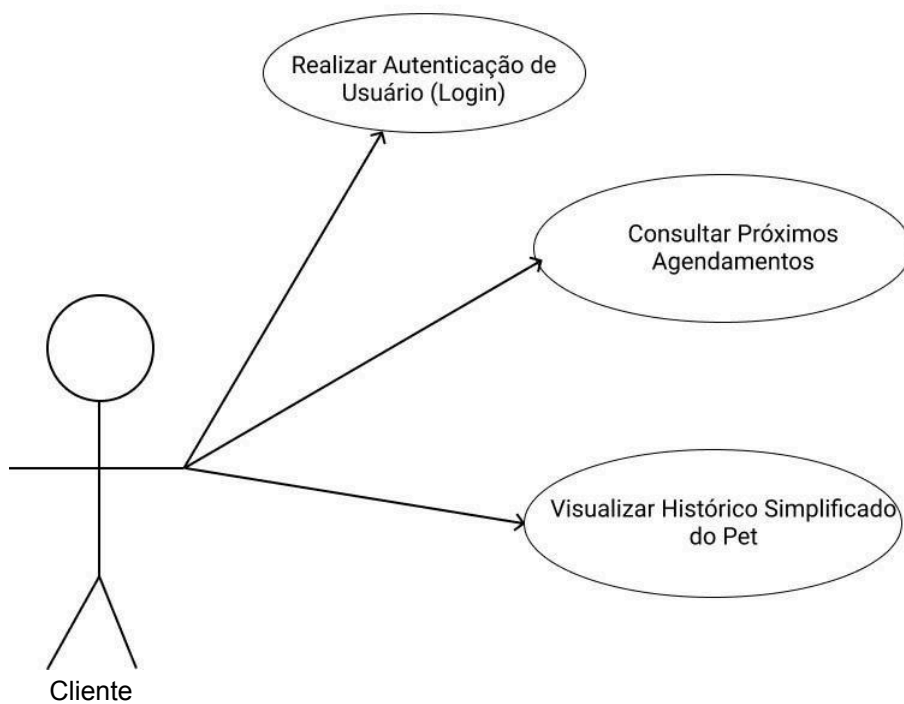 Realizar Autenticação de
Usuário (Login)
Consultar Próximos
Agendamentos
Visualizar Histórico Simplificado
do Pet
Cliente